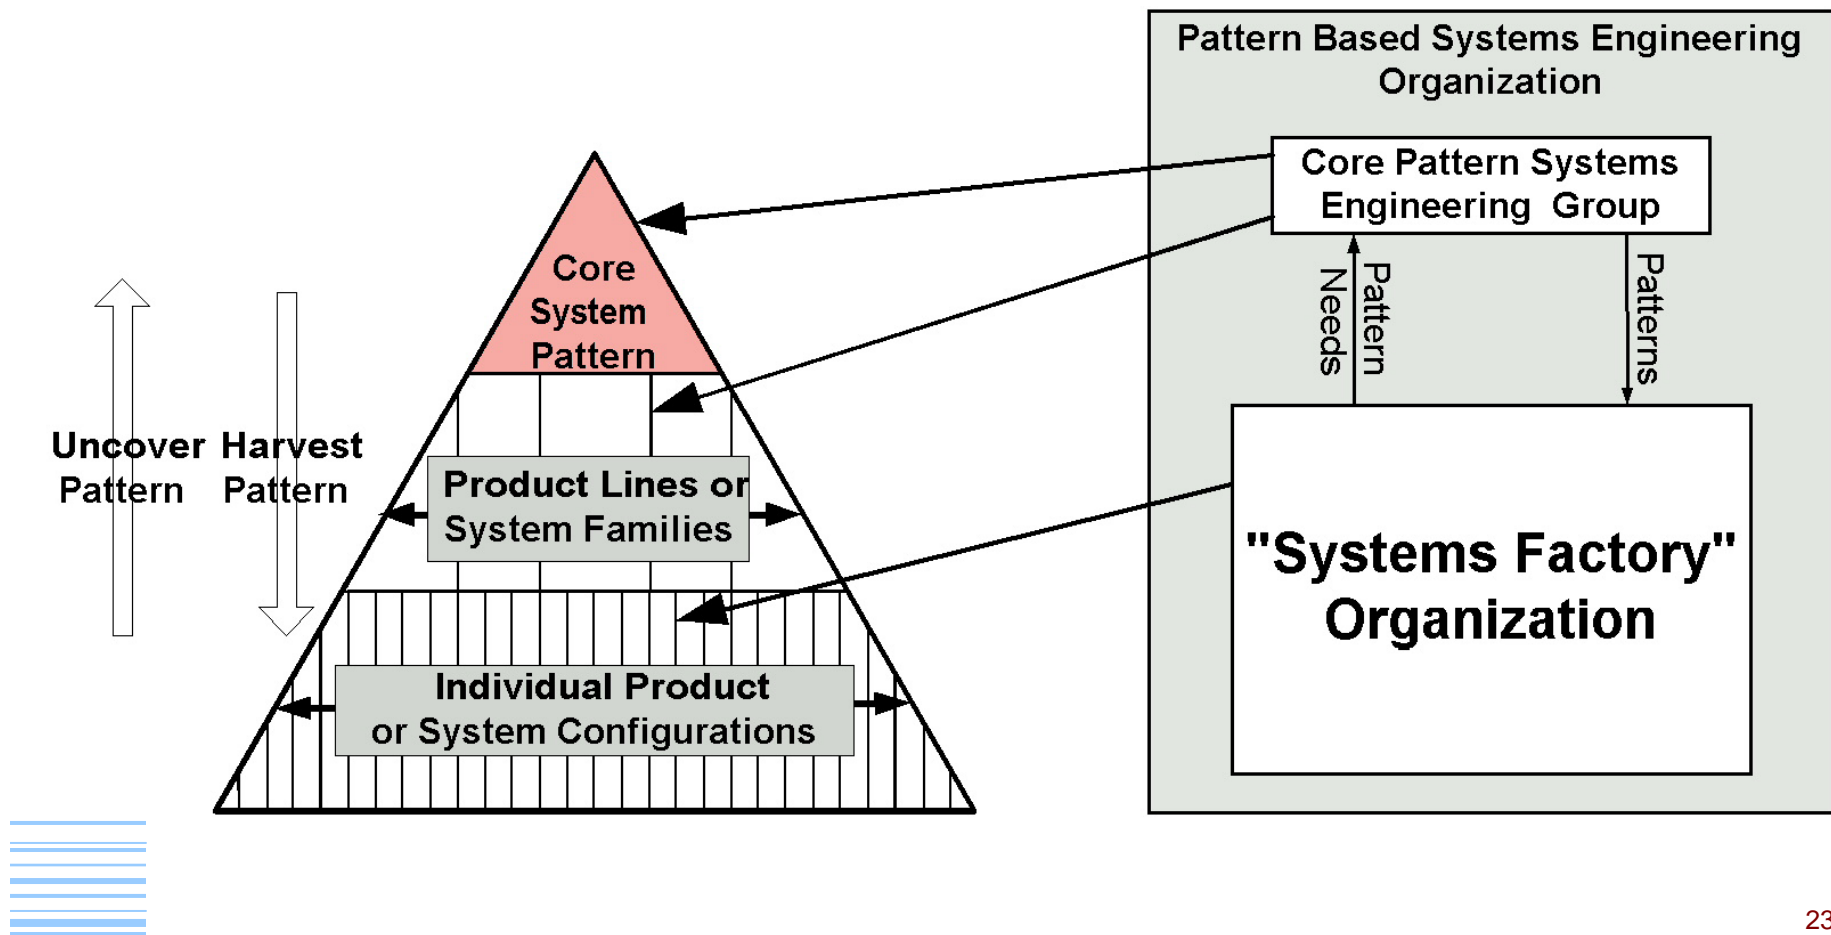 Pattern Based Systems Engineering
Organization
Core Pattern Systems
Engineering Group
Pattern
Needs
Patterns
"Systems Factory"
Organization
Core
System
Pattern
Uncover
Pattern
Harvest
Pattern
Product Lines or
System Families
Individual Product
or System Configurations
23